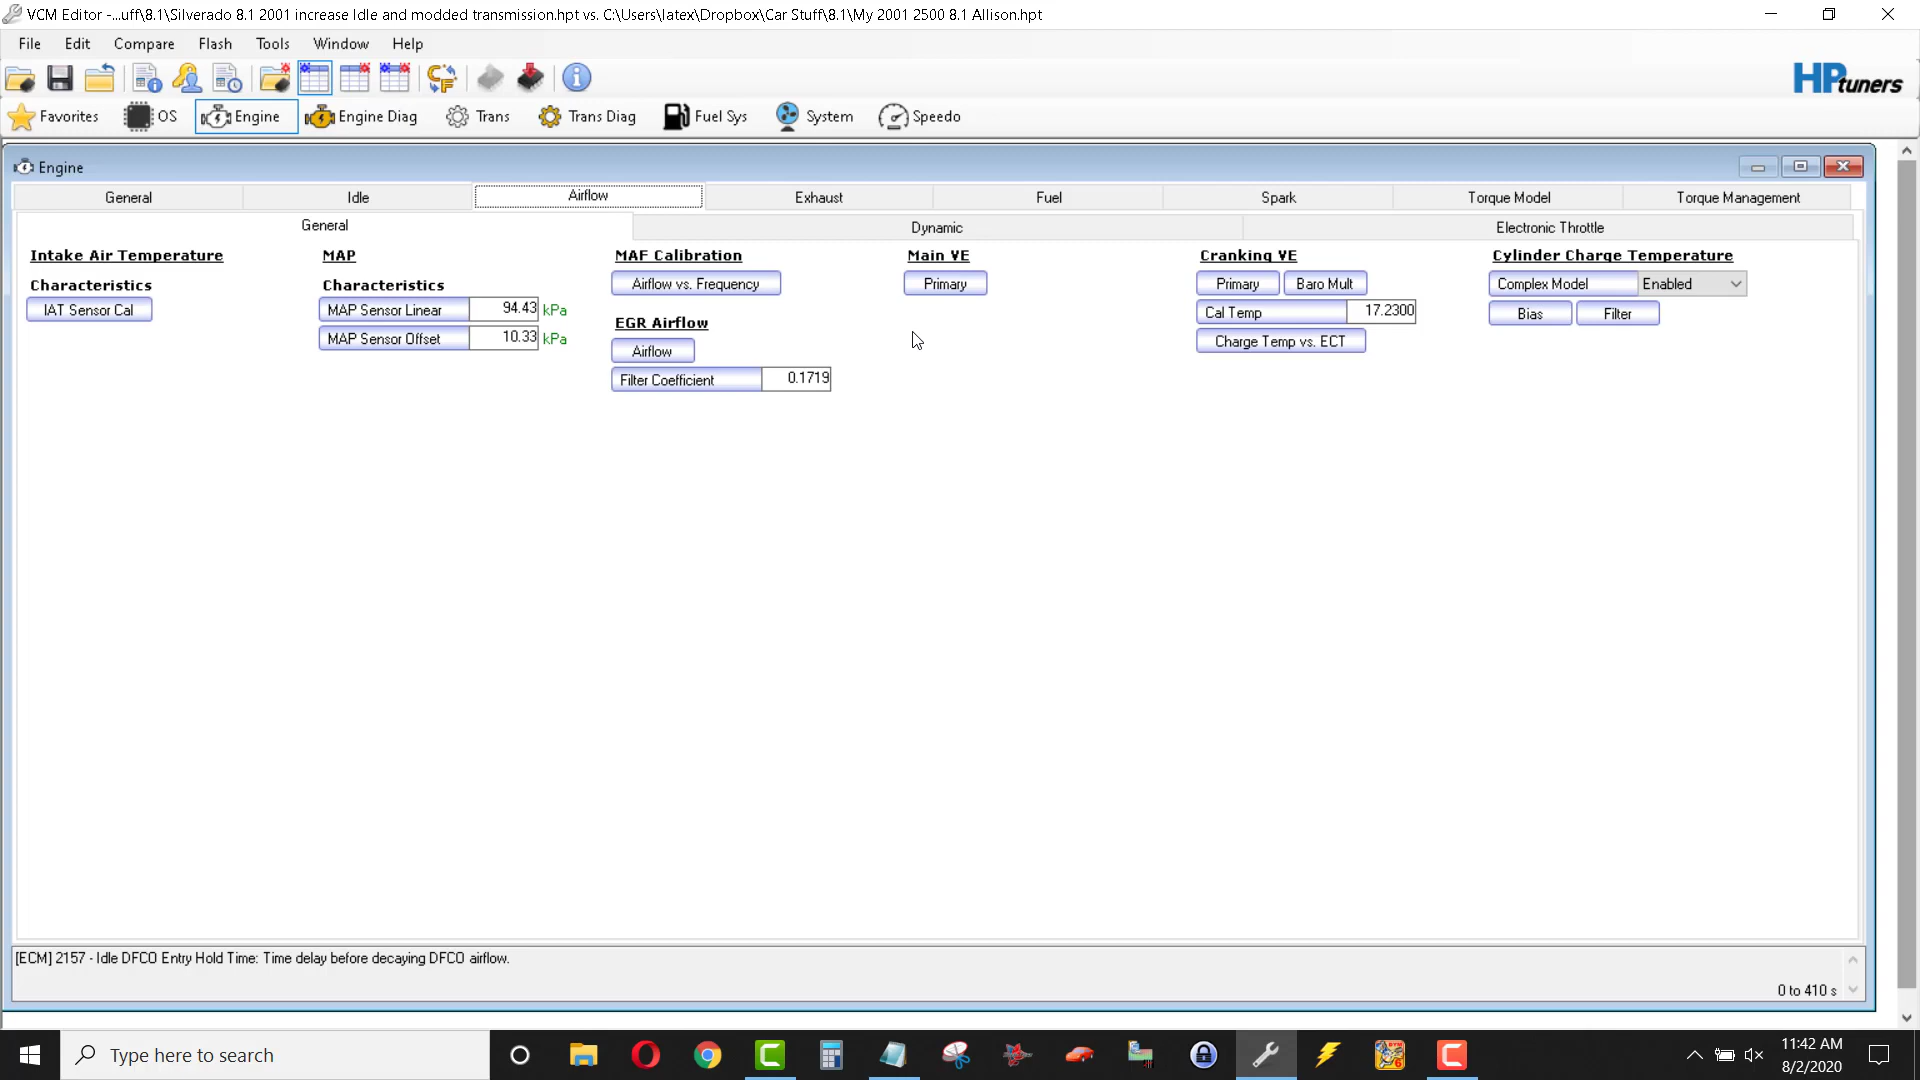 VCM Editor -...uff\8.1\Silverado 8.1 2001 increase Idle and modded transmission.hpt vs. C:\Users\latex\Dropbox\Car Stuff\8.1\My 2001 2500 8.1 Allison.hpt
File Edit Compare Flash Tools Window Help
HPtuners
Favorites OS Engine Engine Diag Trans Trans Diag Fuel Sys System Speedo
Engine
General Idle Airflow Exhaust Fuel Spark Torque Model Torque Management
General Dynamic Electronic Throttle
Intake Air Temperature
Characteristics
IAT Sensor Cal
MAP
Characteristics
MAP Sensor Linear 94.43 kPa
MAP Sensor Offset 10.33 kPa
MAF Calibration
Airflow vs. Frequency
EGR Airflow
Airflow
Filter Coefficient 0.1719
Main VE
Primary
Cranking VE
Primary Baro Mult
Cal Temp 17.2300
Charge Temp vs. ECT
Cylinder Charge Temperature
Complex Model Enabled
Bias Filter
[ECM] 2157 - Idle DFCO Entry Hold Time: Time delay before decaying DFCO airflow.
0 to 410 s
Type here to search
11:42 AM
8/2/2020